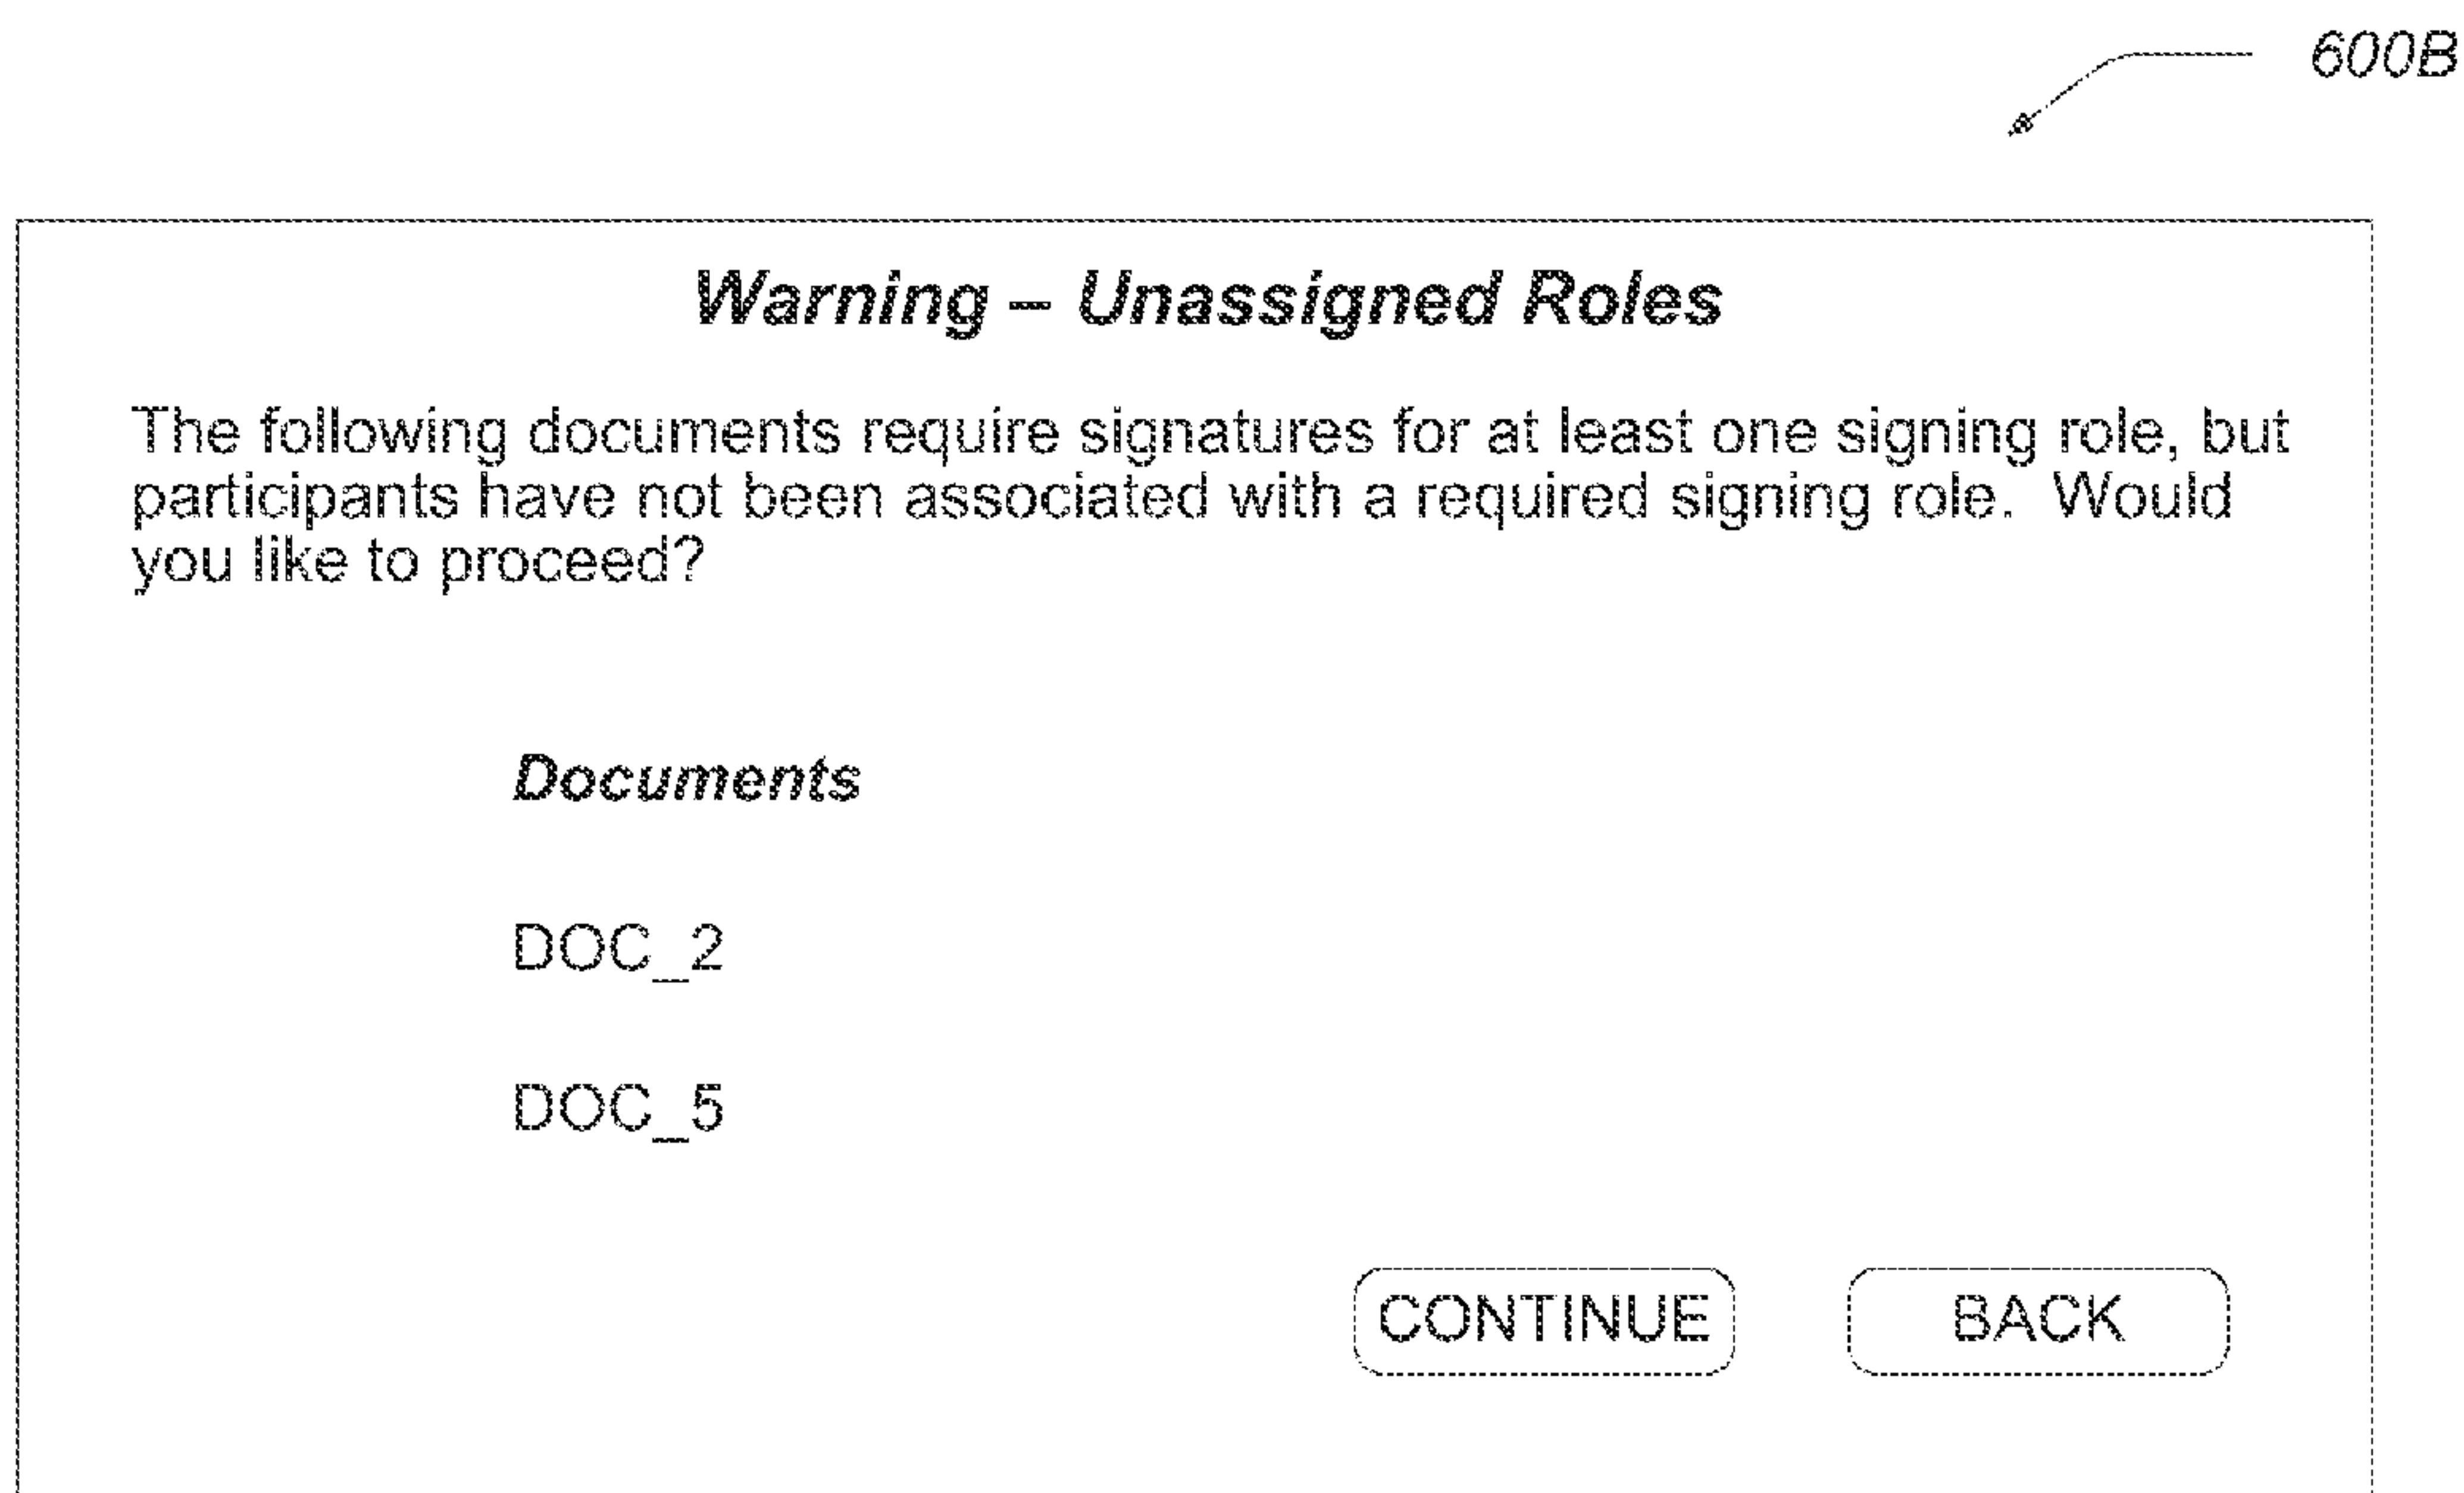 600B
Warning – Unassigned Roles
The following documents require signatures for at least one signing role, but
participants have not been associated with a required signing role.  Would
you like to proceed?
Documents
DOC_2
DOC_5
CONTINUE BACK